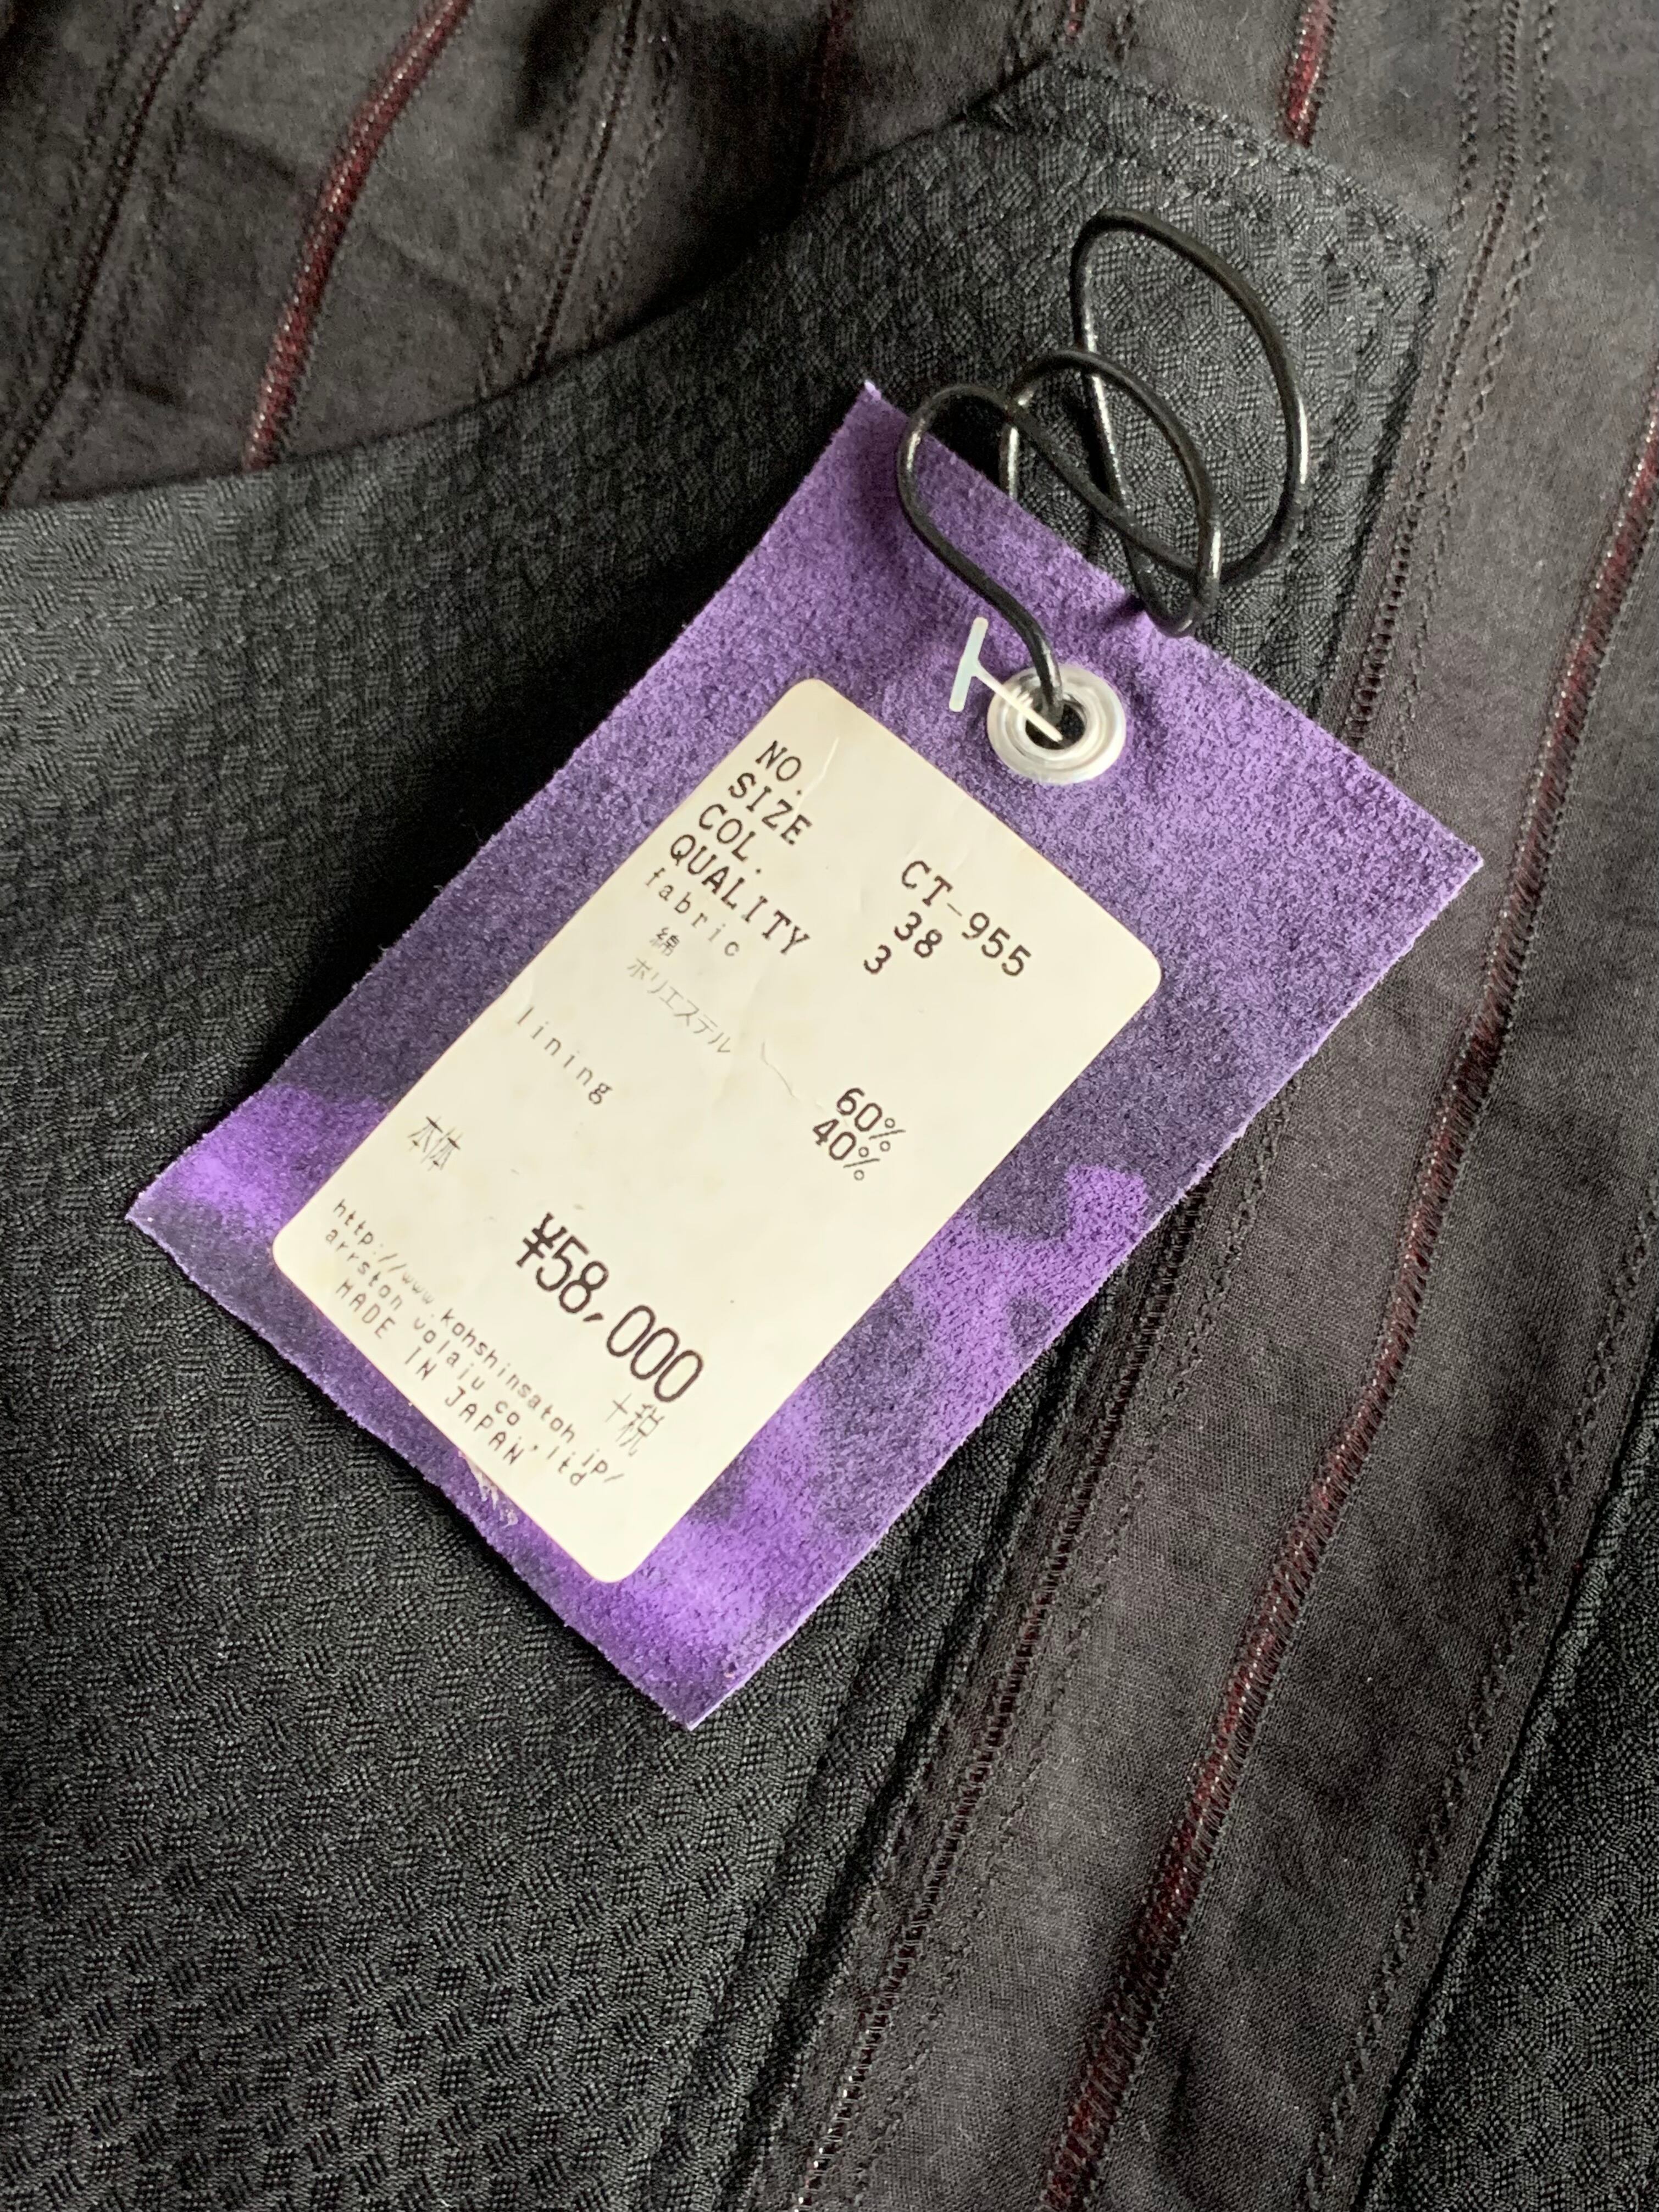 NO. CT-955
SIZE 38
COL. 3
QUALITY
fabric
綿 60%
ポリエステル 40%
lining
本体 ¥58,000 +税
http://www.kohshinsatoh.jp/
arrston volaju co.,ltd
MADE IN JAPAN